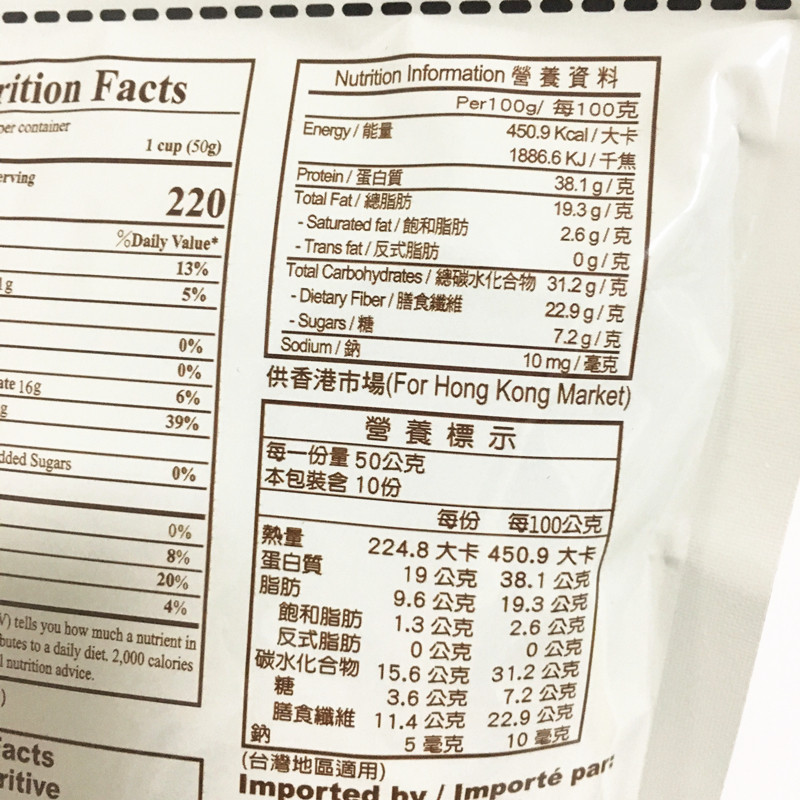 rition Facts
per container
1 cup (50g)
erving
220
%Daily Value*
13%
1g 5%
0%
0%
ate 16g 6%
g 39%
dded Sugars 0%
0%
8%
20%
4%
V) tells you how much a nutrient in
butes to a daily diet. 2,000 calories
l nutrition advice.
)
acts
ritive
Nutrition Information 營養資料
Per100g/ 每100克
Energy / 能量 450.9 Kcal / 大卡
1886.6 KJ / 千焦
Protein / 蛋白質 38.1 g / 克
Total Fat / 總脂肪 19.3 g / 克
- Saturated fat / 飽和脂肪 2.6 g / 克
- Trans fat / 反式脂肪 0 g / 克
Total Carbohydrates / 總碳水化合物 31.2 g / 克
- Dietary Fiber / 膳食纖維 22.9 g / 克
- Sugars / 糖 7.2 g / 克
Sodium / 鈉 10 mg / 毫克
供香港市場(For Hong Kong Market)
營養標示
每一份量 50公克
本包裝含 10份
每份 每100公克
熱量 224.8 大卡 450.9 大卡
蛋白質 19 公克 38.1 公克
脂肪 9.6 公克 19.3 公克
飽和脂肪 1.3 公克 2.6 公克
反式脂肪 0 公克 0 公克
碳水化合物 15.6 公克 31.2 公克
糖 3.6 公克 7.2 公克
膳食纖維 11.4 公克 22.9 公克
鈉 5 毫克 10 毫克
(台灣地區適用)
Imported by / Importé par: